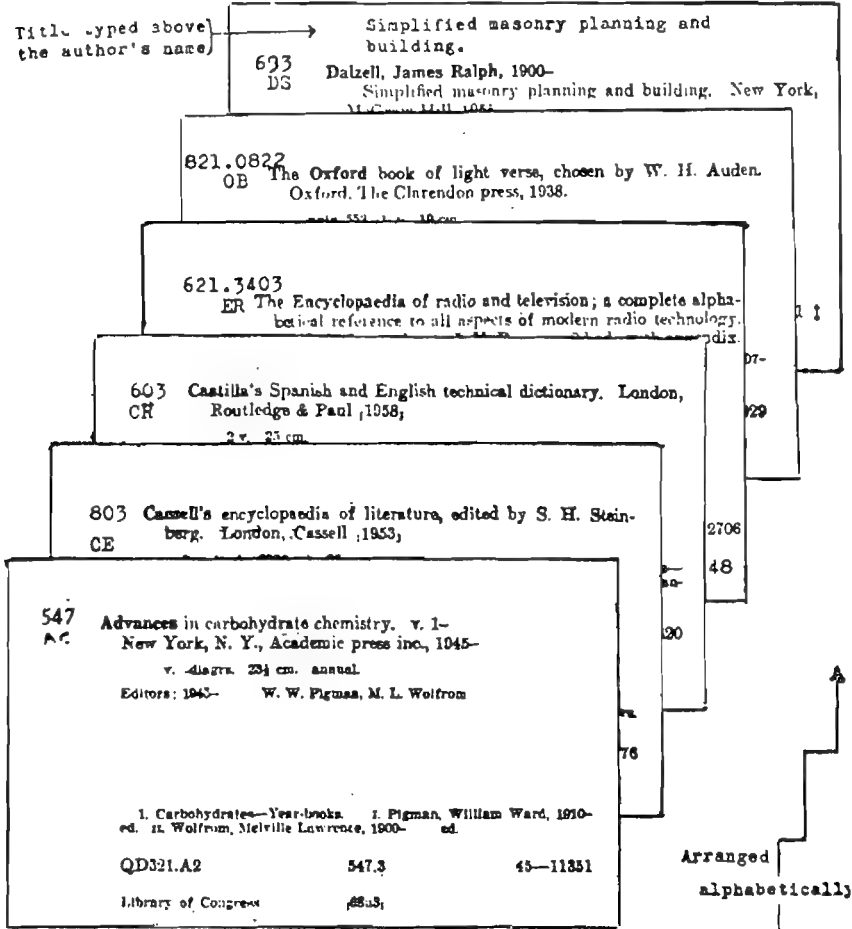 Title typed above
the author's name
Simplified masonry planning and
building.
693
DS
Dalzell, James Ralph, 1900–
Simplified masonry planning and building. New York,
821.0822
OB
The Oxford book of light verse, chosen by W. H. Auden.
Oxford, The Clarendon press, 1938.
621.3403
ER
The Encyclopaedia of radio and television; a complete alpha-
betical reference to all aspects of modern radio technology.
07-
603
CH
Castilla's Spanish and English technical dictionary. London,
Routledge & Paul [1958]
929
2 v. 25 cm.
803
CE
Cassell's encyclopaedia of literature, edited by S. H. Stein-
berg. London, Cassell [1953]
2706
48
547
AC
Advances in carbohydrate chemistry. v. 1–
New York, N. Y., Academic press inc., 1945–
v. diagrs. 23½ cm. annual.
Editors: 1945– W. W. Pigman, M. L. Wolfrom
20
76
1. Carbohydrates—Year-books. I. Pigman, William Ward, 1910–
ed. II. Wolfrom, Melville Lawrence, 1900– ed.
QD321.A2 547.3 45—11351
Library of Congress
Arranged
alphabetically